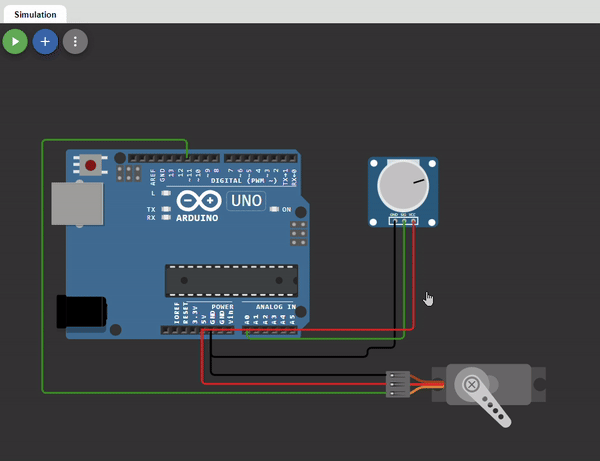 Simulation
AREF
GND
13
12
~11
~10
~9
8
7
~6
~5
4
~3
2
TX→1
RX←0
DIGITAL (PWM ~)
L
TX
RX
UNO
ON
ARDUINO
GND SIG VCC
POWER
ANALOG IN
IOREF
RESET
3.3V
5V
GND
GND
Vin
A0
A1
A2
A3
A4
A5